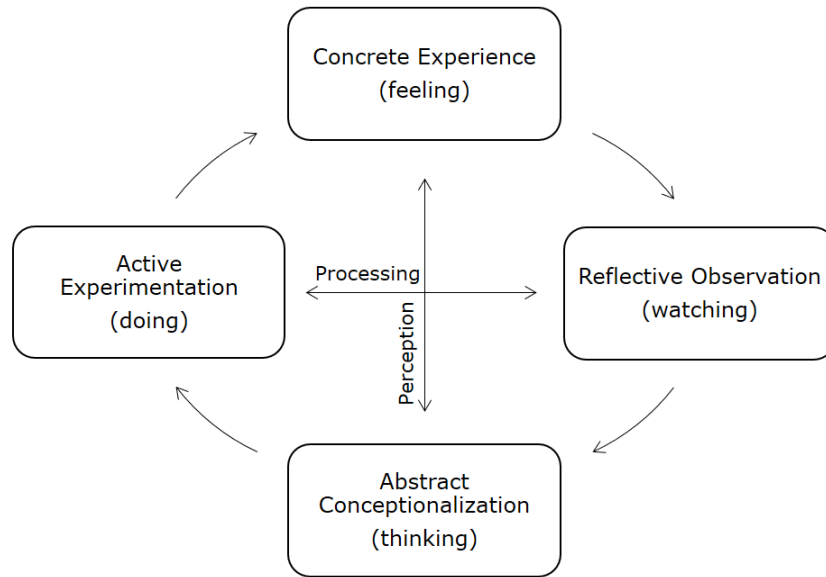 Concrete Experience
(feeling)
Active
Experimentation
(doing)
Processing
Perception
Reflective Observation
(watching)
Abstract
Conceptionalization
(thinking)